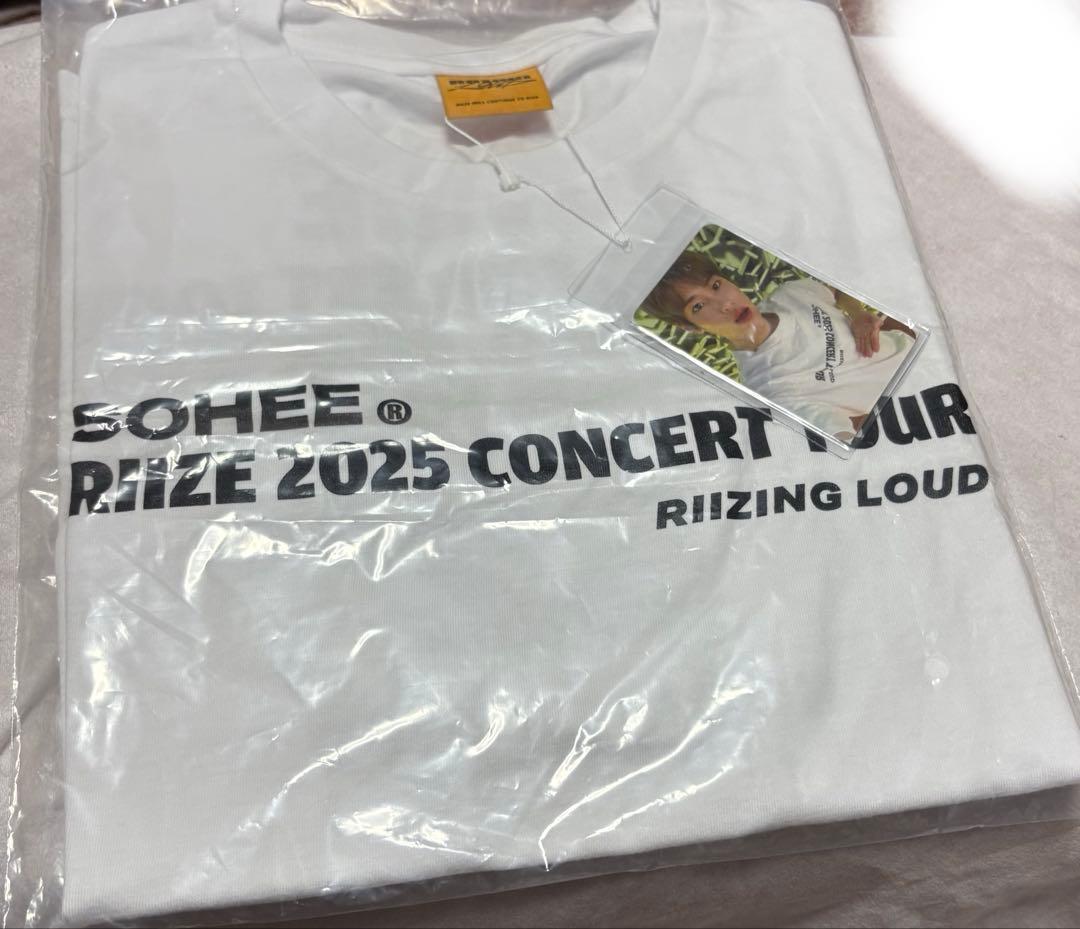 SOHEE®
RIIZE 2025 CONCERT TOUR
RIIZING LOUD